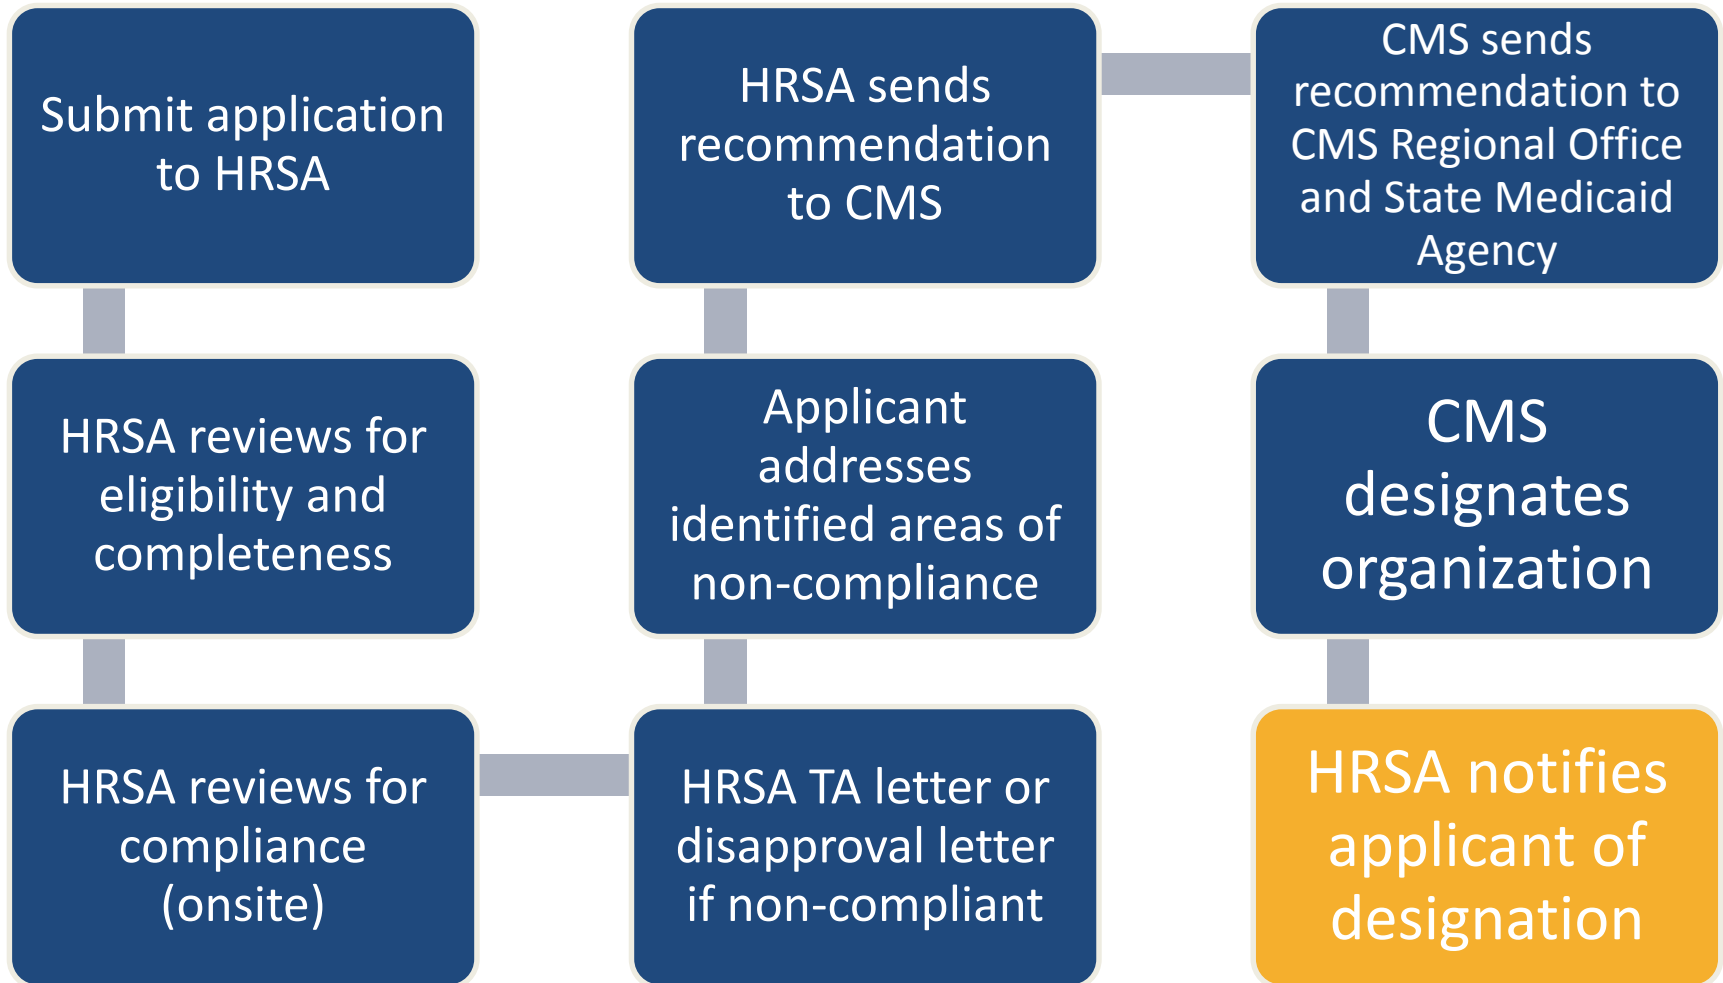 Submit application
to HRSA
HRSA reviews for
eligibility and
completeness
HRSA reviews for
compliance
(onsite)
HRSA TA letter or
disapproval letter
if non-compliant
Applicant
addresses
identified areas of
non-compliance
HRSA sends
recommendation
to CMS
CMS sends
recommendation to
CMS Regional Office
and State Medicaid
Agency
CMS
designates
organization
HRSA notifies
applicant of
designation